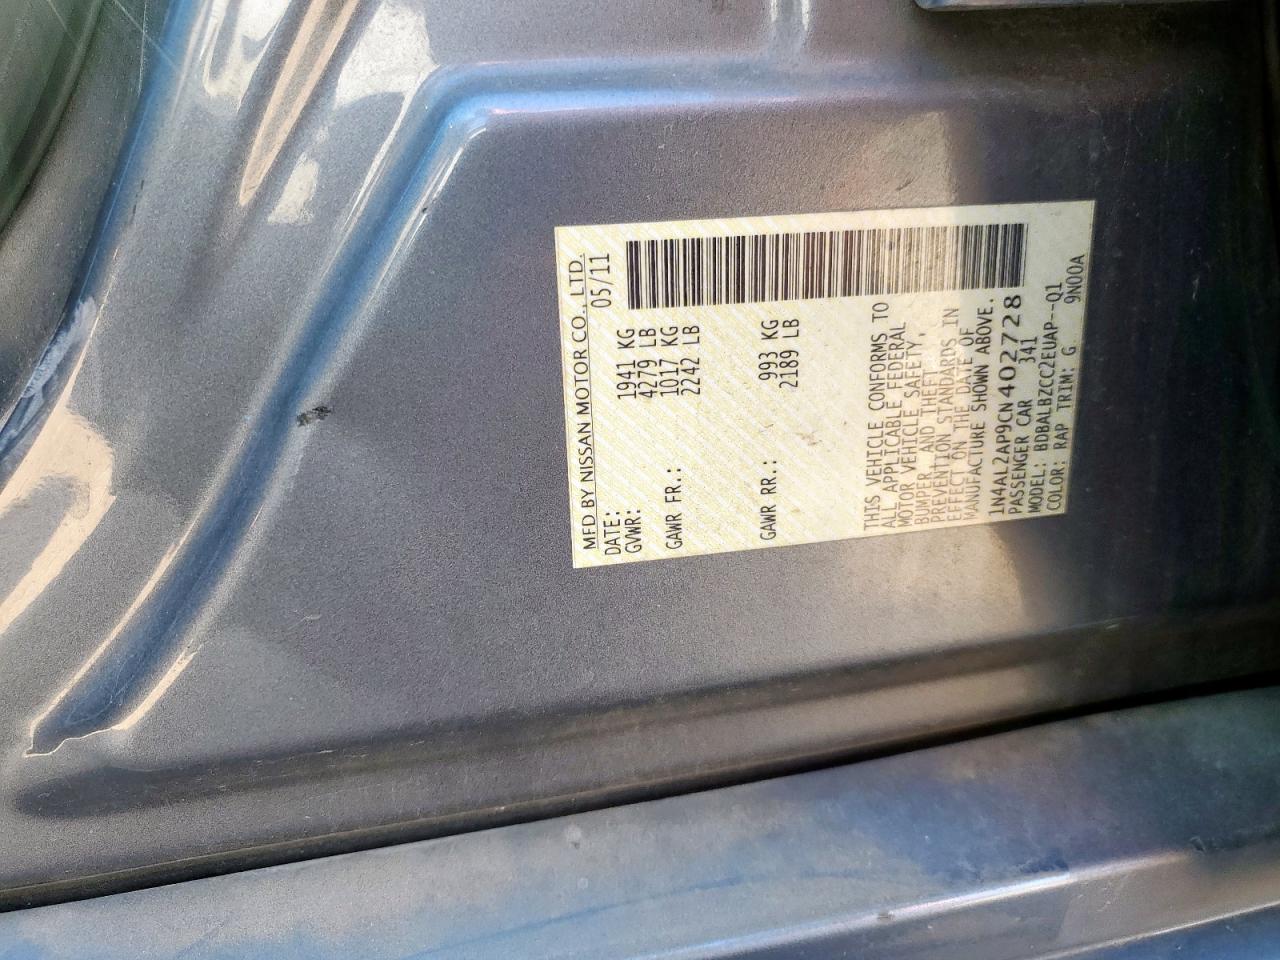 MFD BY NISSAN MOTOR CO., LTD.
DATE: 05/11
GVWR: 1941 KG
4279 LB
GAWR FR.: 1017 KG
2242 LB
GAWR RR.: 993 KG
2189 LB
THIS VEHICLE CONFORMS TO
ALL APPLICABLE FEDERAL
MOTOR VEHICLE SAFETY,
BUMPER, AND THEFT
PREVENTION STANDARDS IN
EFFECT ON THE DATE OF
MANUFACTURE SHOWN ABOVE.
1N4AL2AP9CN402728
PASSENGER CAR 341
MODEL: BDBALBZCC2EUAP--Q1
COLOR: RAP TRIM: G 9N00A